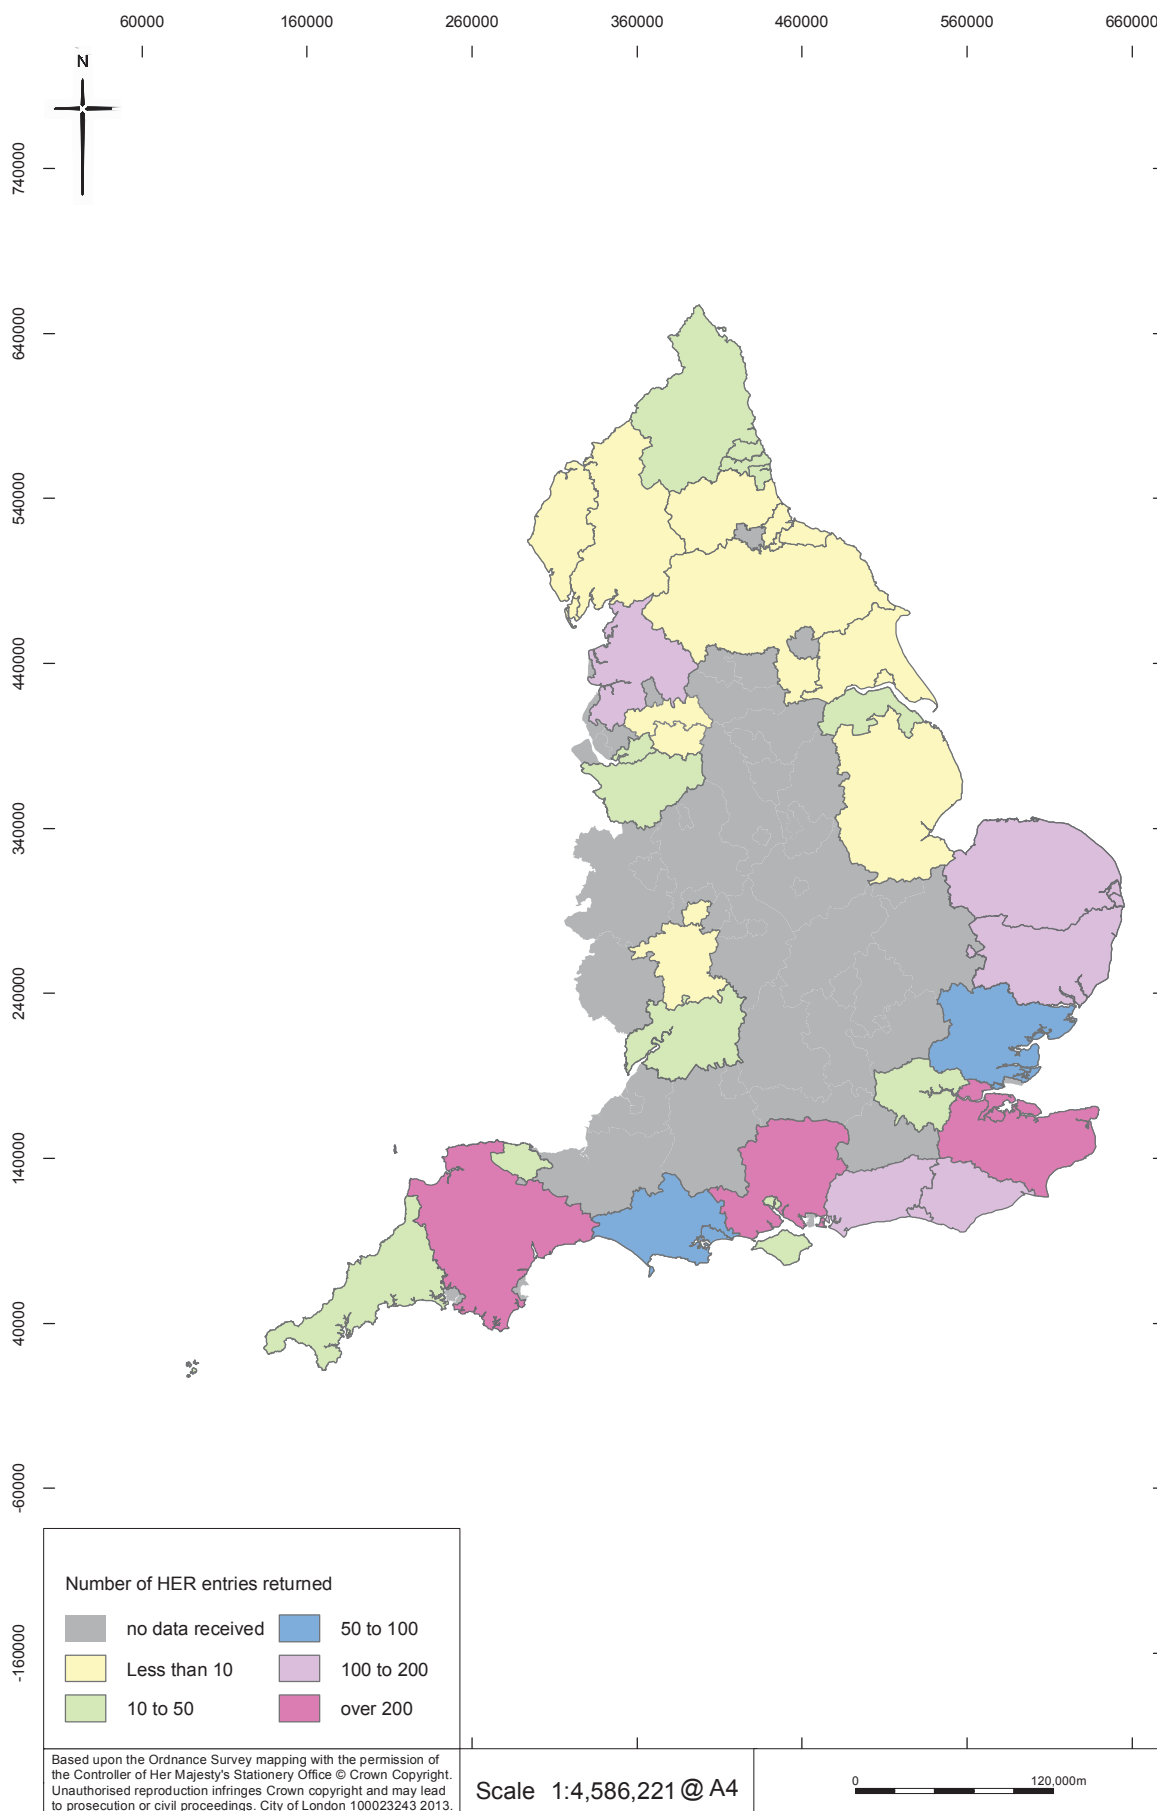 60000 160000 260000 360000 460000 560000 660000
N
740000
640000
540000
440000
340000
240000
140000
40000
-60000
-160000
Number of HER entries returned
no data received 50 to 100
Less than 10 100 to 200
10 to 50 over 200
Based upon the Ordnance Survey mapping with the permission of
the Controller of Her Majesty's Stationery Office © Crown Copyright.
Unauthorised reproduction infringes Crown copyright and may lead
to prosecution or civil proceedings. City of London 100023243 2013.
Scale 1:4,586,221 @ A4
0 120,000m